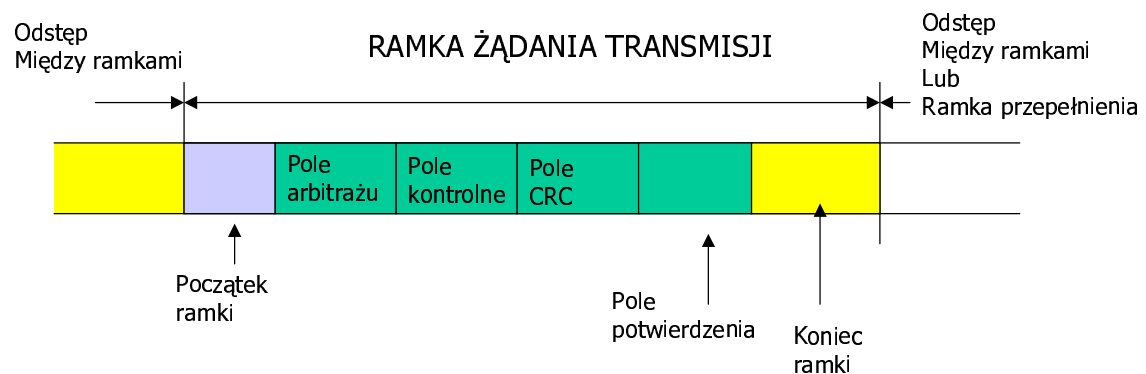 Odstęp
Między ramkami
RAMKA ŻĄDANIA TRANSMISJI
Odstęp
Między ramkami
Lub
Ramka przepełnienia
Pole
arbitrażu
Pole
kontrolne
Pole
CRC
Początek
ramki
Pole
potwierdzenia
Koniec
ramki